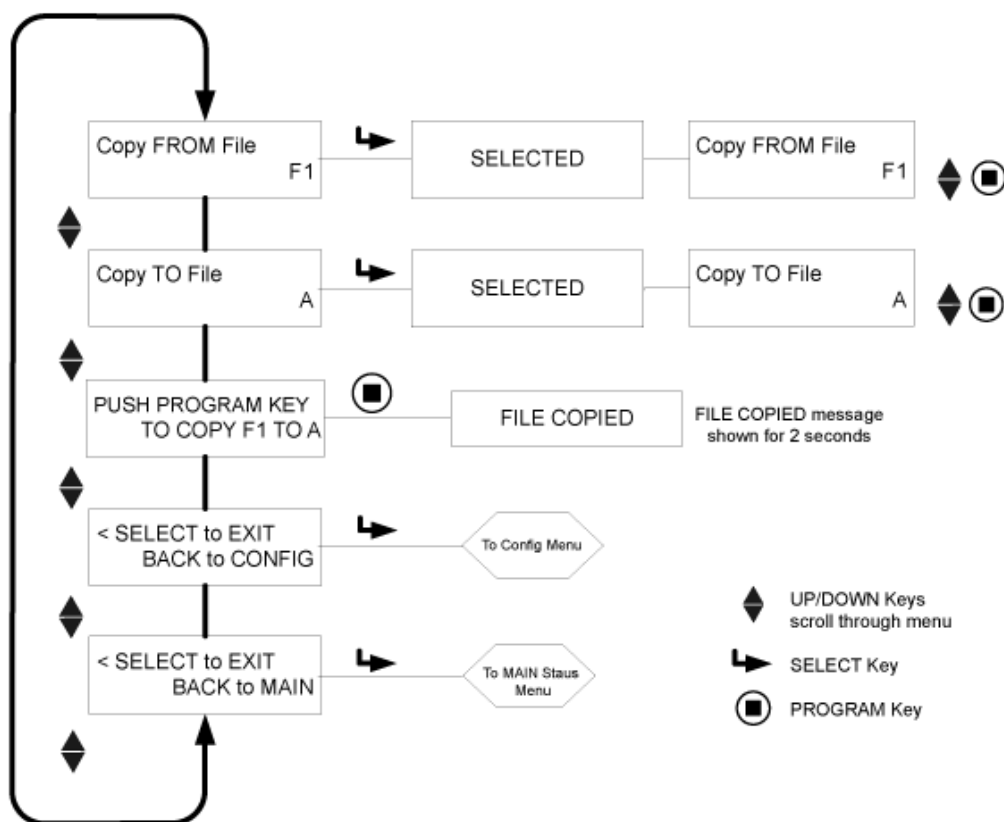 Copy FROM File
F1
SELECTED
Copy FROM File
F1
Copy TO File
A
SELECTED
Copy TO File
A
PUSH PROGRAM KEY
TO COPY F1 TO A
FILE COPIED
FILE COPIED message
shown for 2 seconds
< SELECT to EXIT
BACK to CONFIG
To Config Menu
< SELECT to EXIT
BACK to MAIN
To MAIN Staus
Menu
UP/DOWN Keys
scroll through menu
SELECT Key
PROGRAM Key